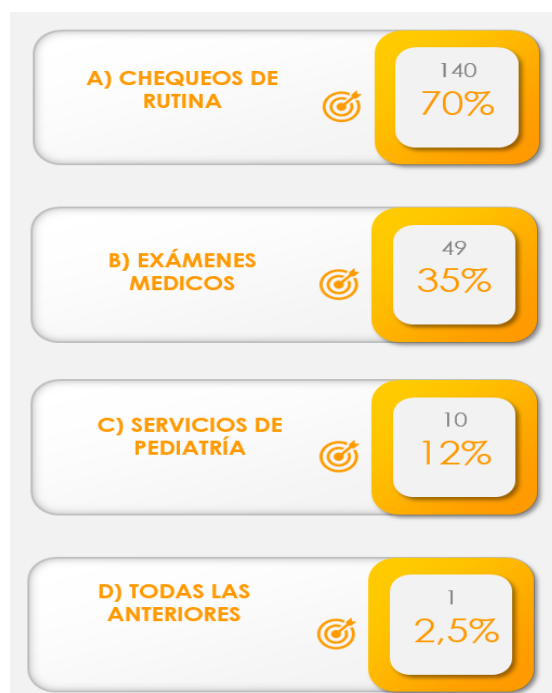 A) CHEQUEOS DE
RUTINA
140
70%
B) EXÁMENES
MEDICOS
49
35%
C) SERVICIOS DE
PEDIATRÍA
10
12%
D) TODAS LAS
ANTERIORES
1
2,5%